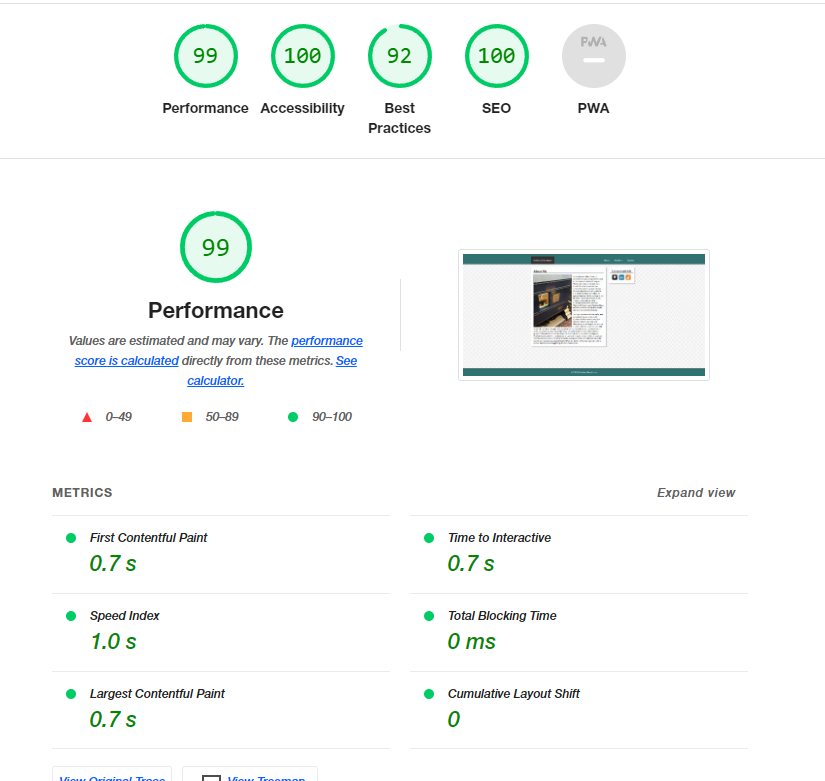 99
100
92
100
PWA
Performance
Accessibility
Best
Practices
SEO
PWA
99
Performance
Values are estimated and may vary. The performance
score is calculated directly from these metrics. See
calculator.
0–49
50–89
90–100
About Me
METRICS
Expand view
First Contentful Paint
0.7 s
Time to Interactive
0.7 s
Speed Index
1.0 s
Total Blocking Time
0 ms
Largest Contentful Paint
0.7 s
Cumulative Layout Shift
0
View Original Trace
View Treemap